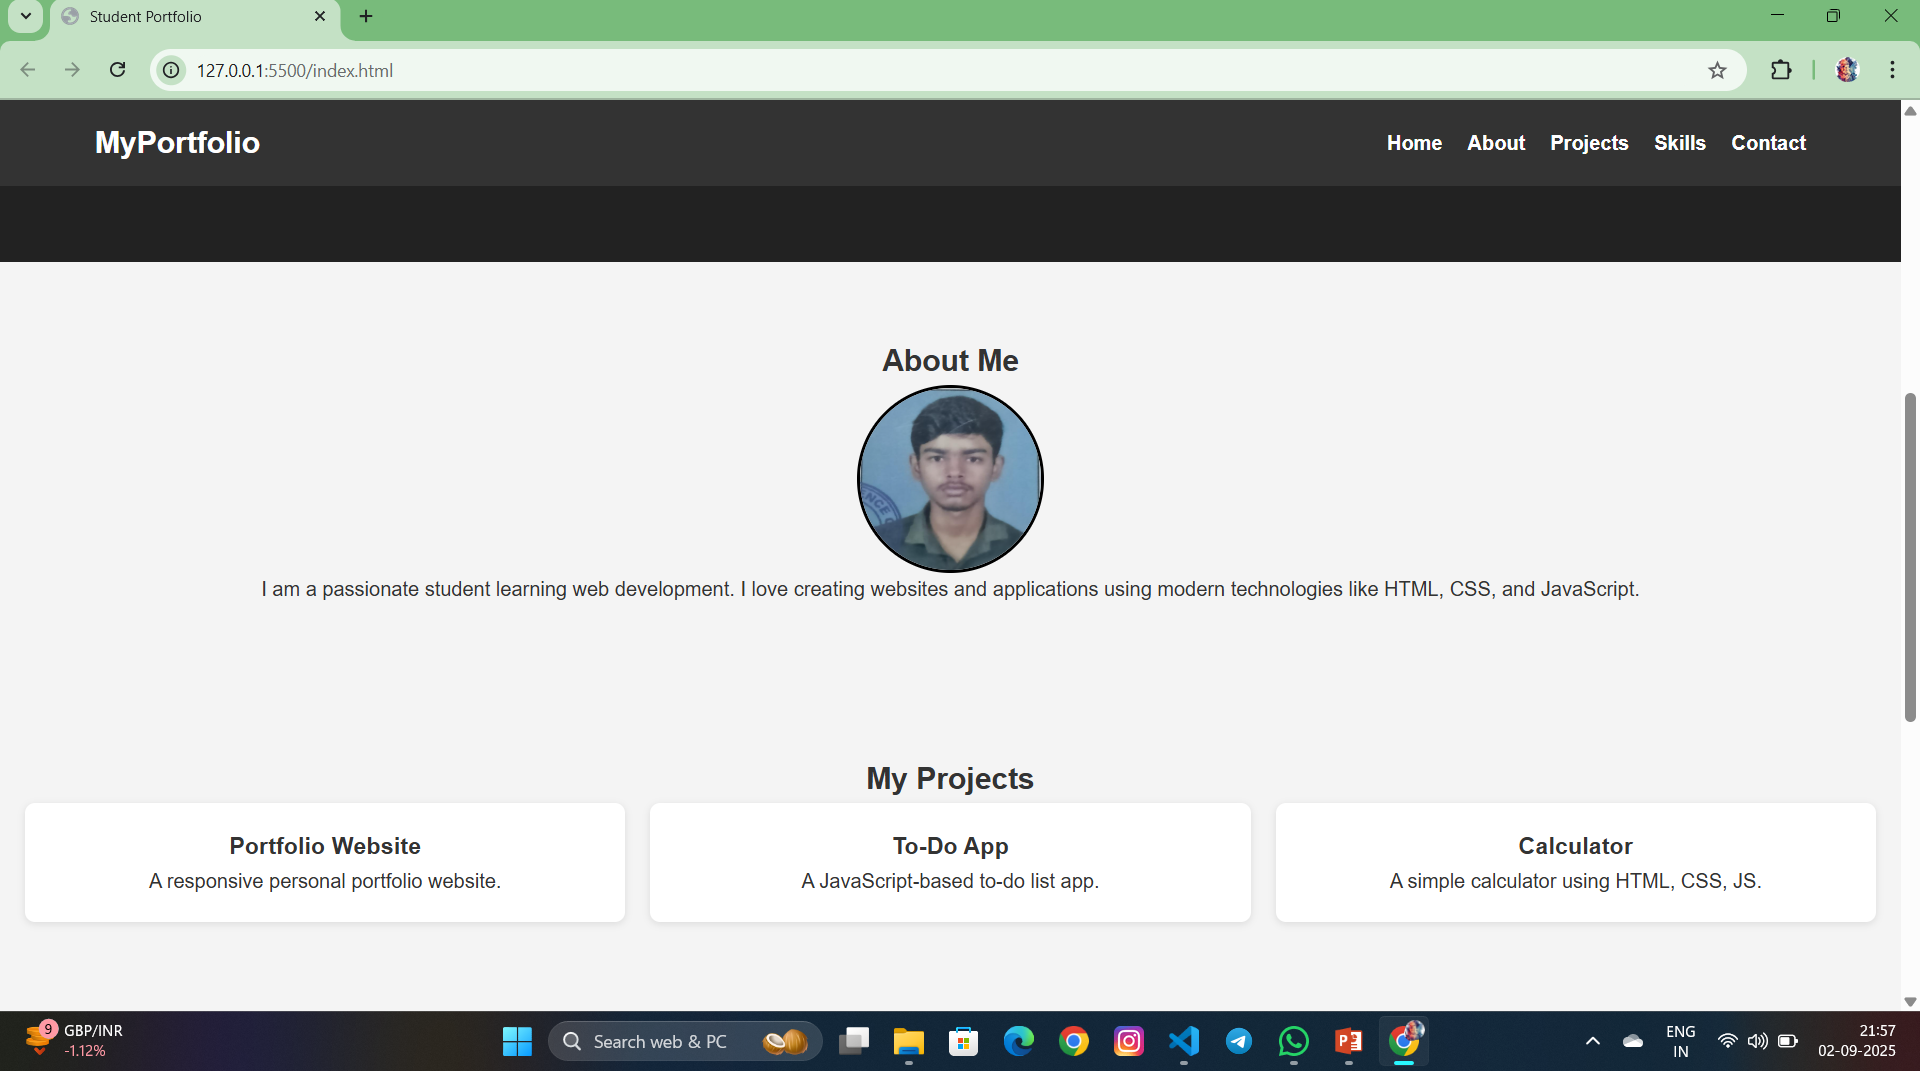 Student Portfolio
127.0.0.1:5500/index.html
MyPortfolio
Home About Projects Skills Contact
About Me
I am a passionate student learning web development. I love creating websites and applications using modern technologies like HTML, CSS, and JavaScript.
My Projects
Portfolio Website
A responsive personal portfolio website.
To-Do App
A JavaScript-based to-do list app.
Calculator
A simple calculator using HTML, CSS, JS.
9
GBP/INR
-1.12%
Search web & PC
ENG
IN
21:57
02-09-2025